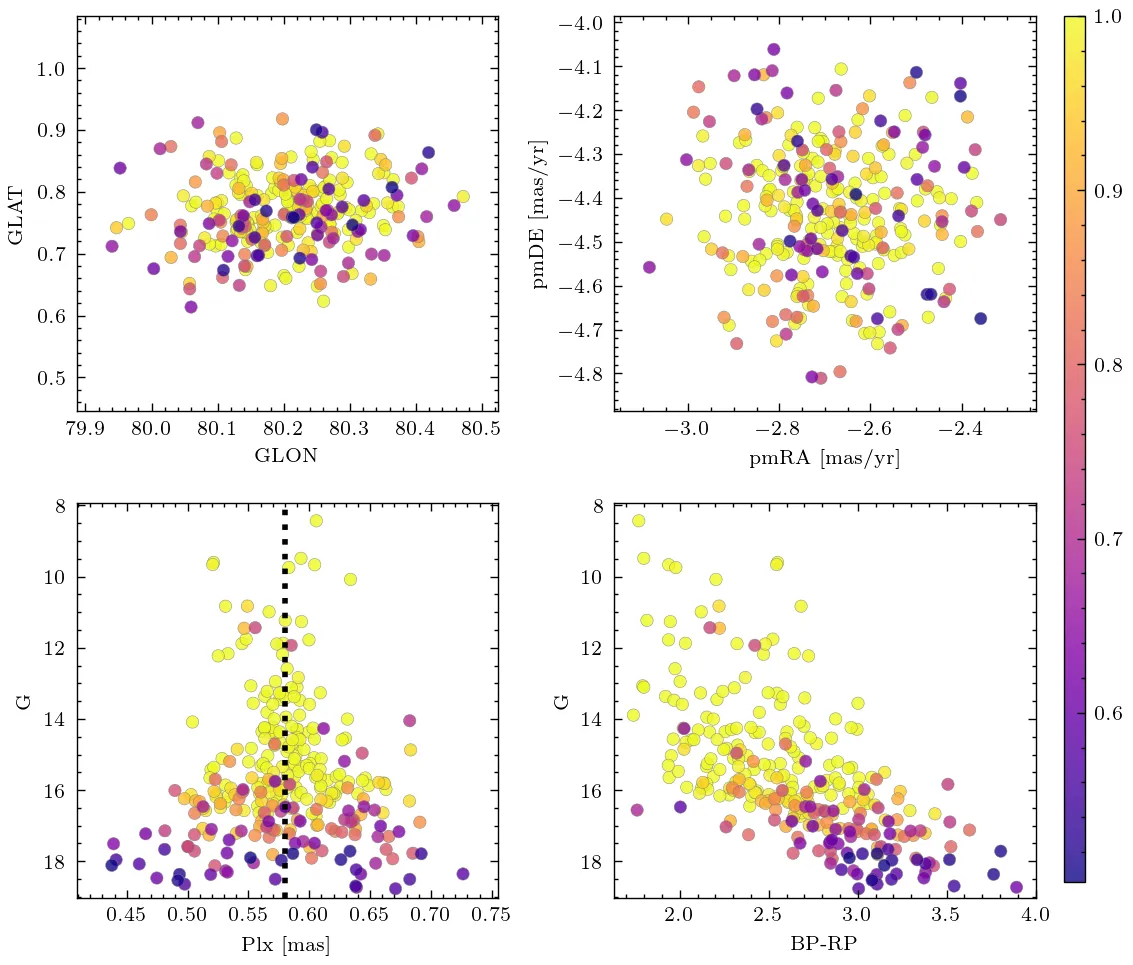 1.0
0.9
0.8
0.7
0.6
0.5
GLAT
79.9 80.0 80.1 80.2 80.3 80.4 80.5
GLON
−4.0
−4.1
−4.2
−4.3
−4.4
−4.5
−4.6
−4.7
−4.8
pmDE [mas/yr]
−3.0 −2.8 −2.6 −2.4
pmRA [mas/yr]
1.0
0.9
0.8
0.7
0.6
8
10
12
14
16
18
G
0.45 0.50 0.55 0.60 0.65 0.70 0.75
Plx [mas]
8
10
12
14
16
18
G
2.0 2.5 3.0 3.5 4.0
BP-RP